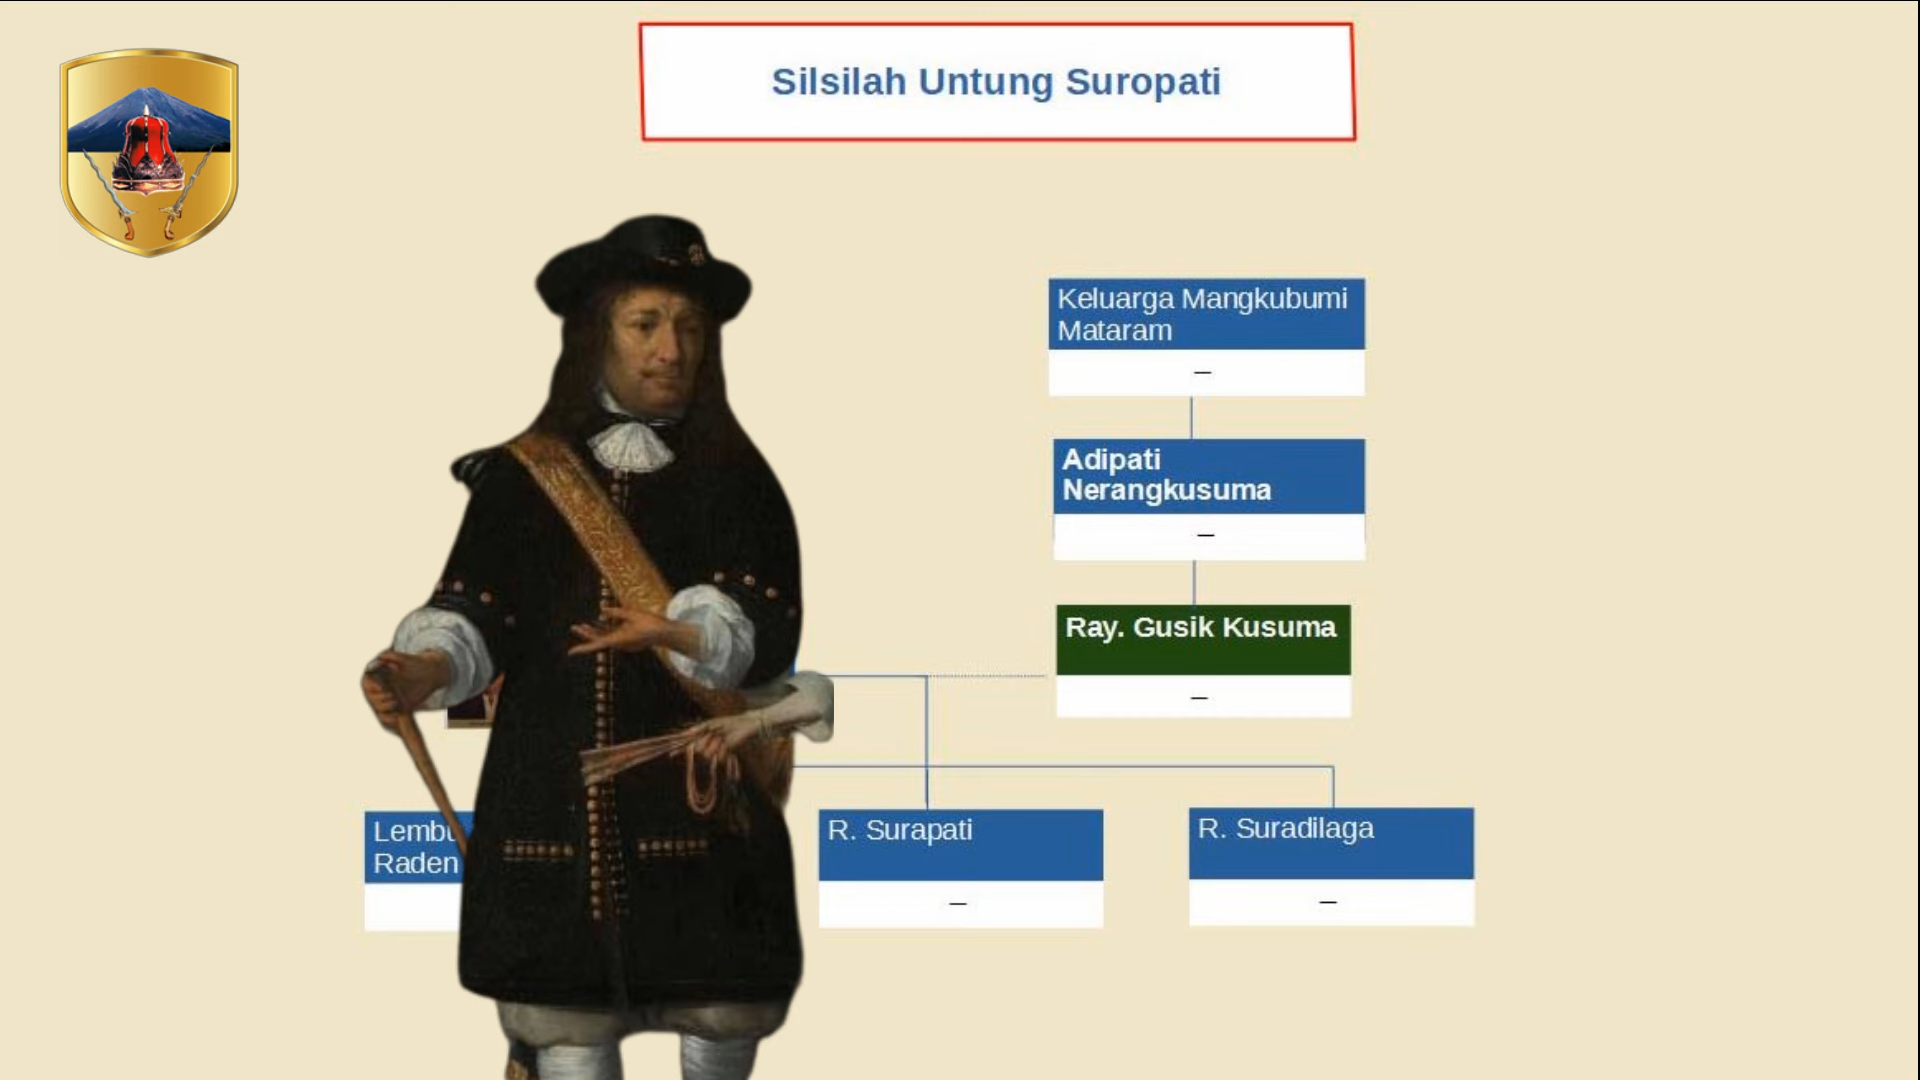 Silsilah Untung Suropati
Keluarga Mangkubumi
Mataram
–
Adipati
Nerangkusuma
–
Ray. Gusik Kusuma
–
Raden
R. Surapati
–
R. Suradilaga
–